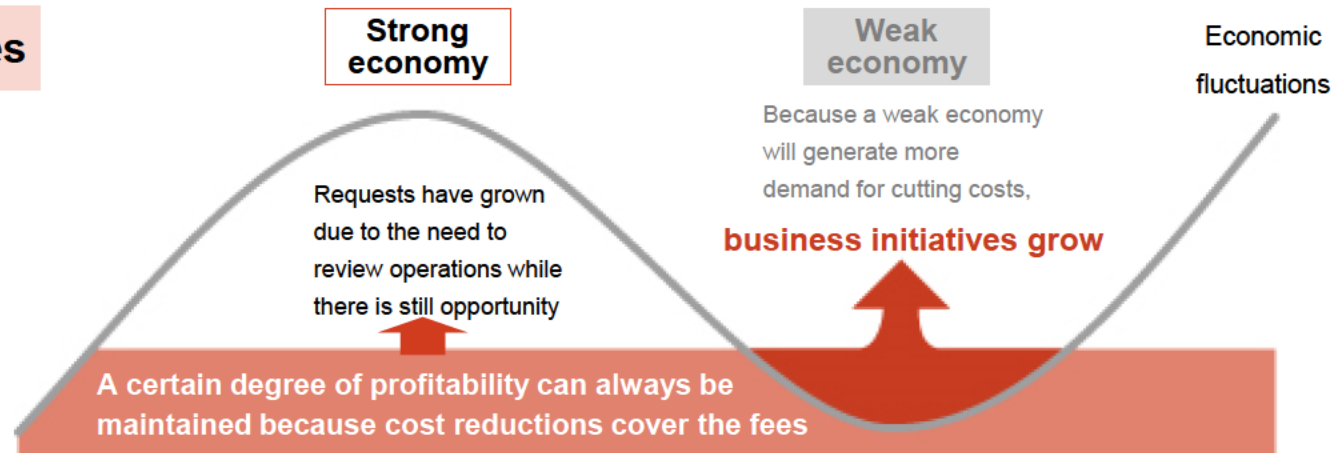 es
Strong
economy
Weak
economy
Economic
fluctuations
Because a weak economy
will generate more
demand for cutting costs,
business initiatives grow
Requests have grown
due to the need to
review operations while
there is still opportunity
A certain degree of profitability can always be
maintained because cost reductions cover the fees